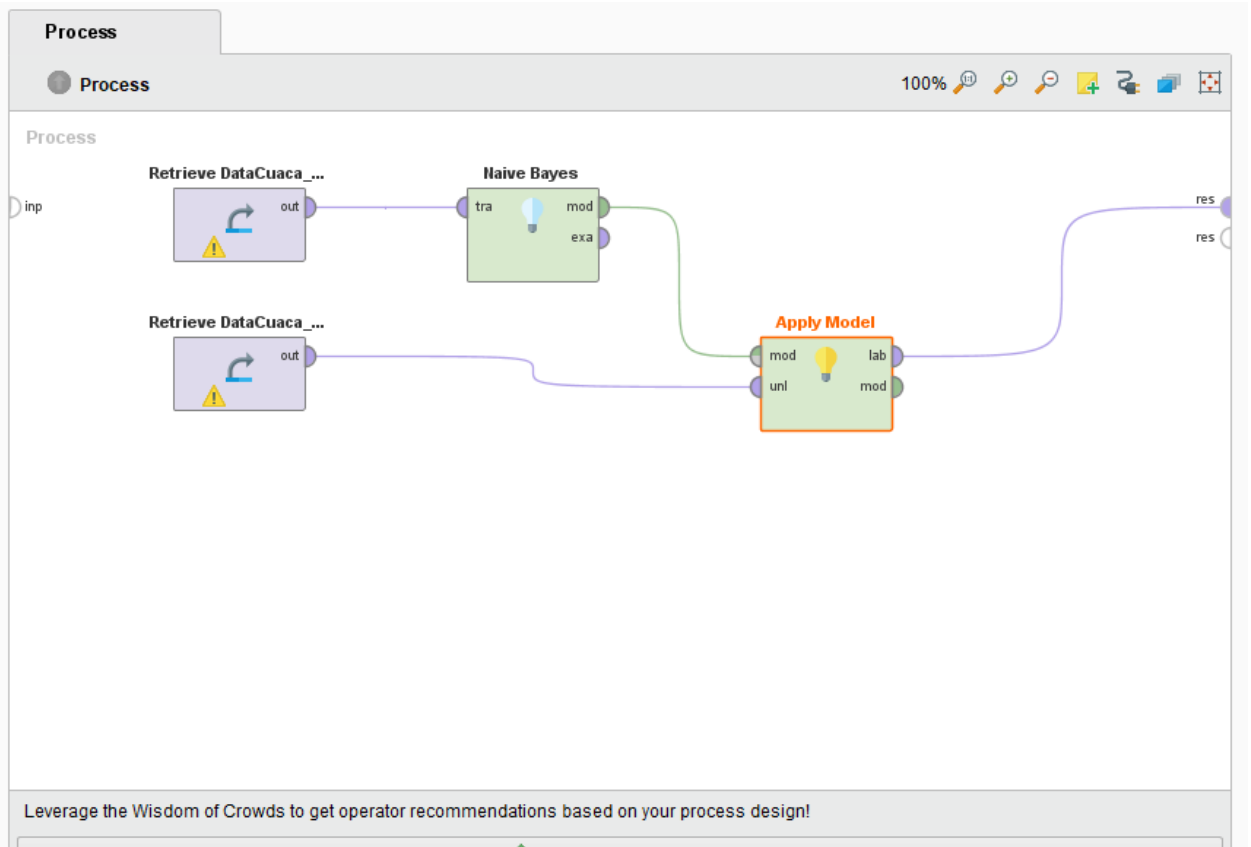 Process
Process
100%
Process
Retrieve DataCuaca_...
Naive Bayes
inp
out
tra
mod
exa
res
res
Retrieve DataCuaca_...
Apply Model
out
mod
lab
unl
mod
Leverage the Wisdom of Crowds to get operator recommendations based on your process design!